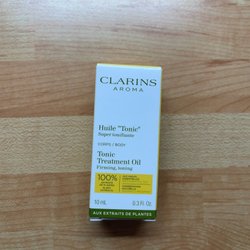 CLARINS
AROMA
Huile "Tonic"
Super tonifiante
CORPS / BODY
Tonic
Treatment Oil
Firming, toning
100%
10 mL
0.3 Fl. Oz.
AUX EXTRAITS DE PLANTES